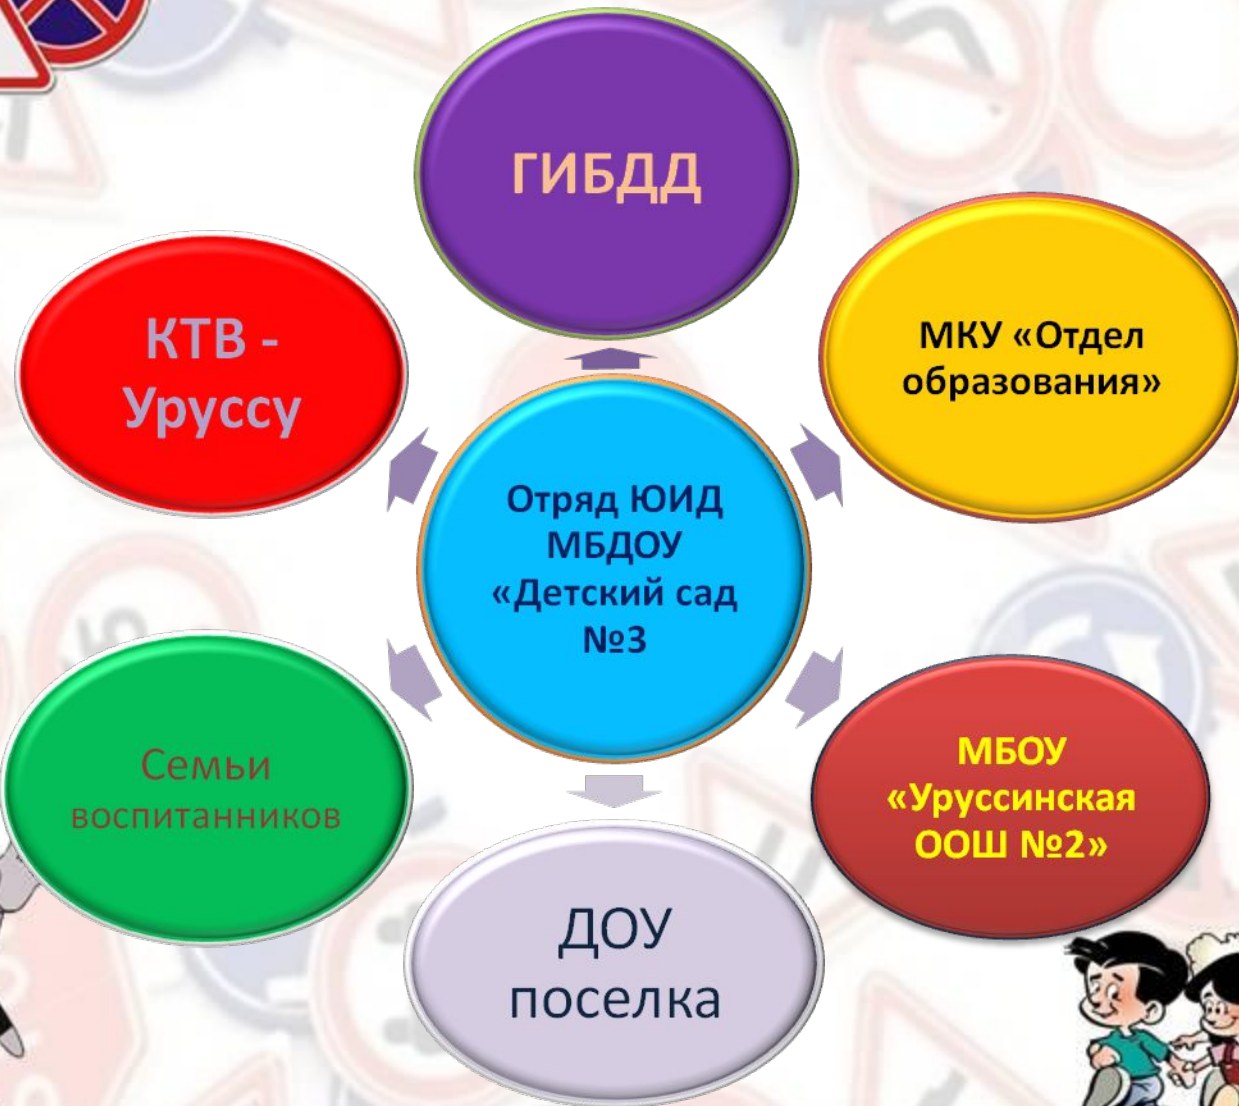 ГИБДД
КТВ -
Уруссу
МКУ «Отдел
образования»
Отряд ЮИД
МБДОУ
«Детский сад
№3
Семьи
воспитанников
МБОУ
«Уруссинская
ООШ №2»
ДОУ
поселка